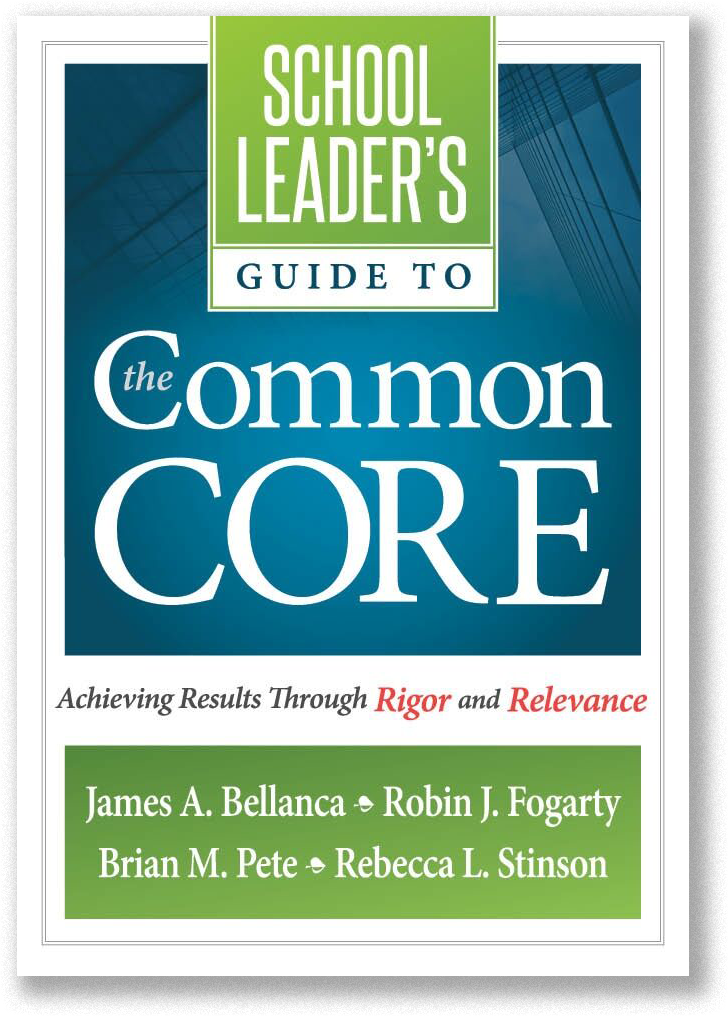 SCHOOL
LEADER'S
GUIDE TO
the Common
CORE
Achieving Results Through Rigor and Relevance
James A. Bellanca Robin J. Fogarty
Brian M. Pete Rebecca L. Stinson